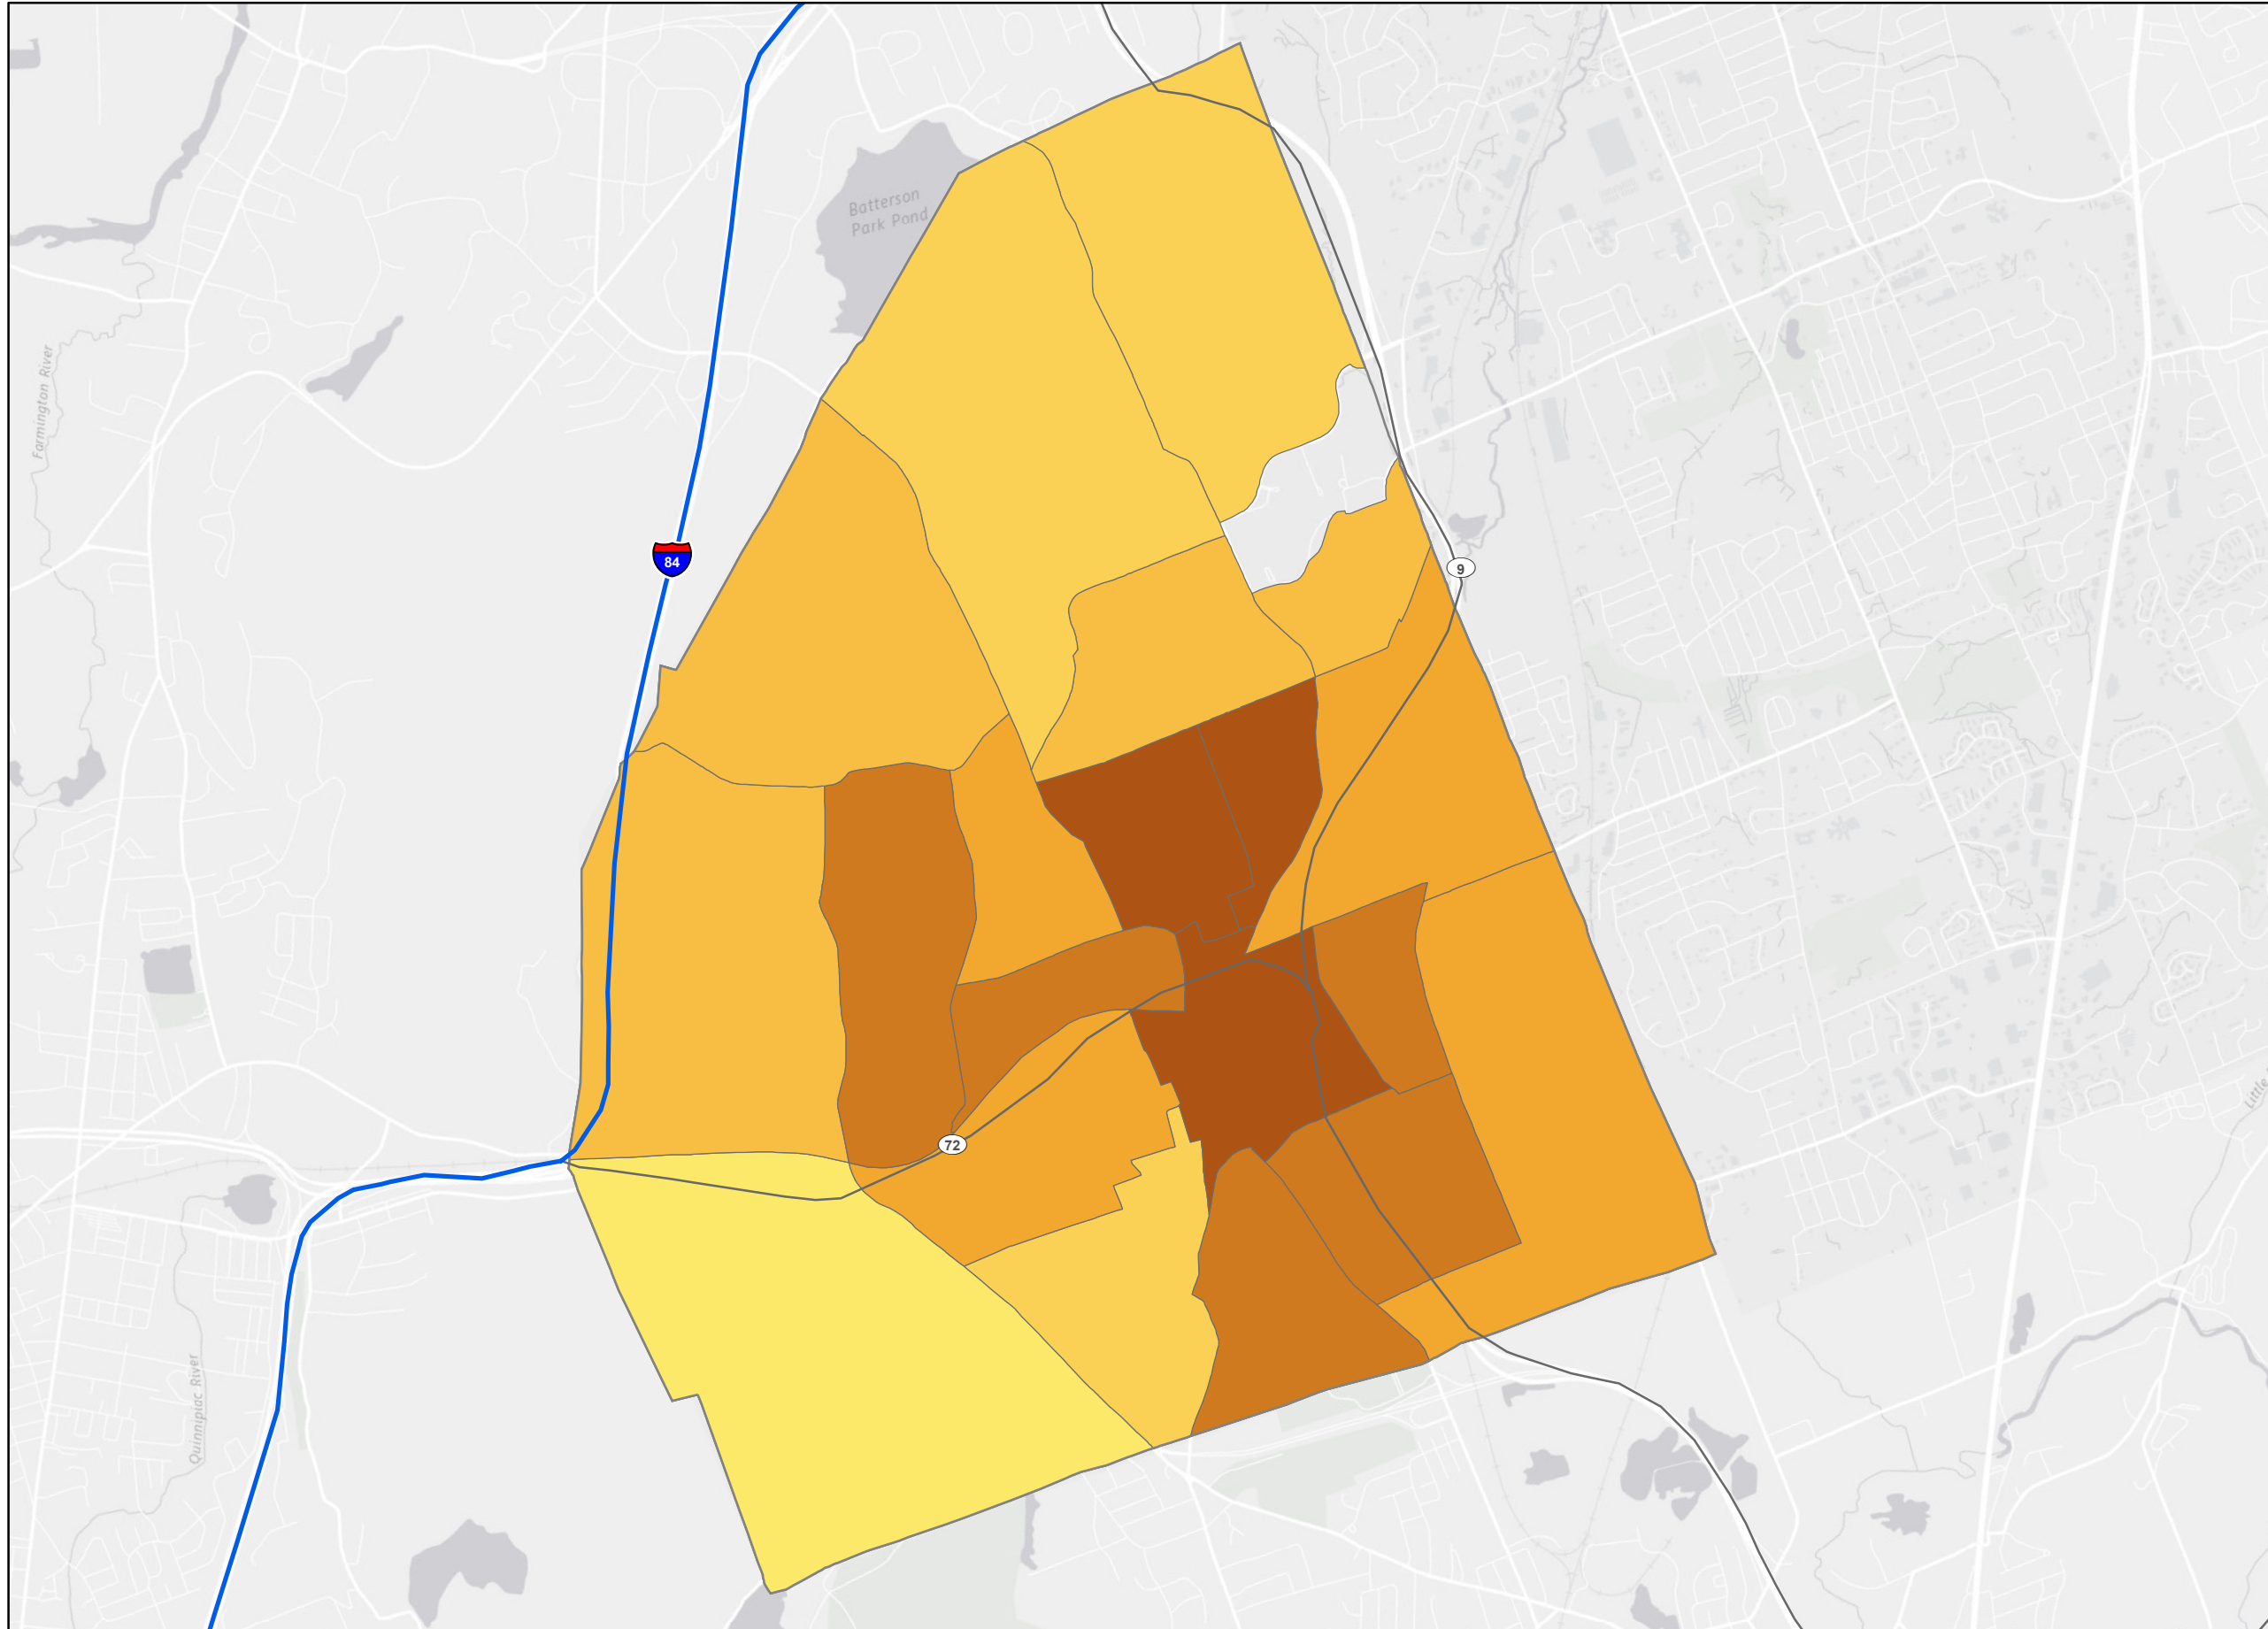 Batterson
Park Pond
Farmington River
84
9
72
Quinnipiac River
Little